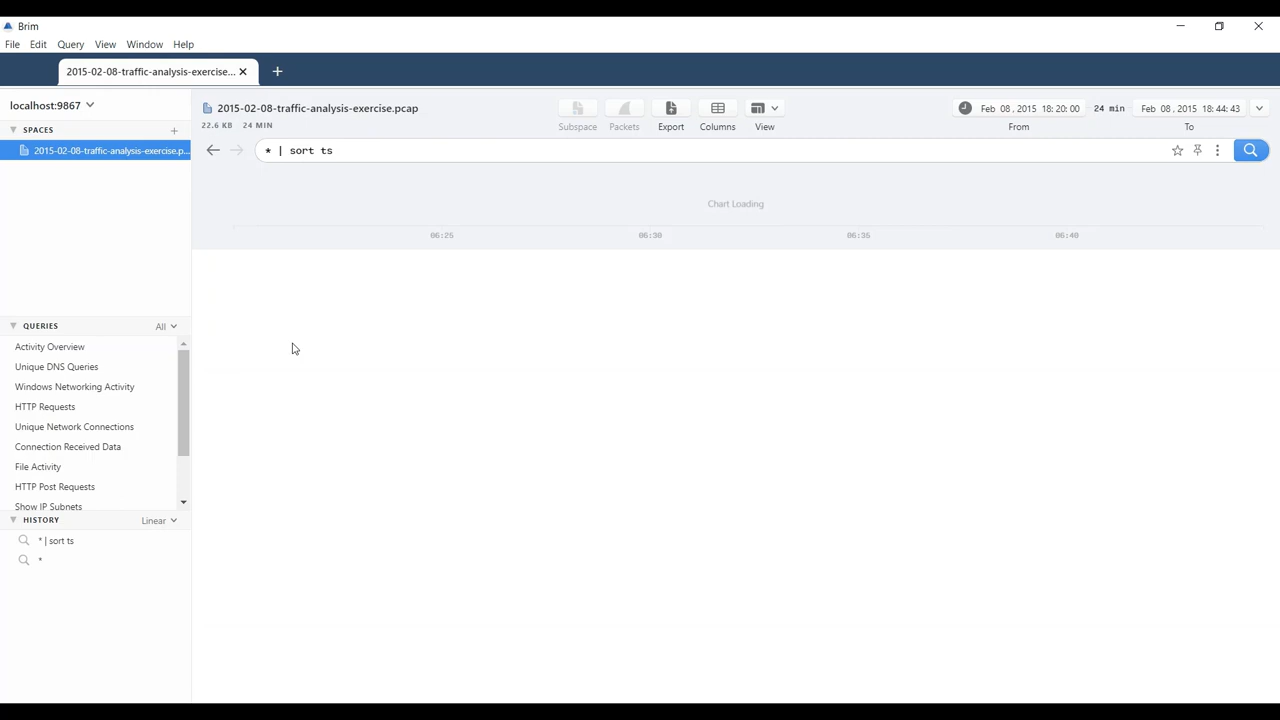 Brim
File Edit Query View Window Help
2015-02-08-traffic-analysis-exercise...
localhost:9867
SPACES
2015-02-08-traffic-analysis-exercise.p...
2015-02-08-traffic-analysis-exercise.pcap
22.6 KB 24 MIN
Subspace Packets Export Columns View
Feb 08 , 2015 18:20:00 24 min Feb 08 , 2015 18:44:43
From To
* | sort ts
Chart Loading
06:25 06:30 06:35 06:40
QUERIES All
Activity Overview
Unique DNS Queries
Windows Networking Activity
HTTP Requests
Unique Network Connections
Connection Received Data
File Activity
HTTP Post Requests
Show IP Subnets
HISTORY Linear
* | sort ts
*